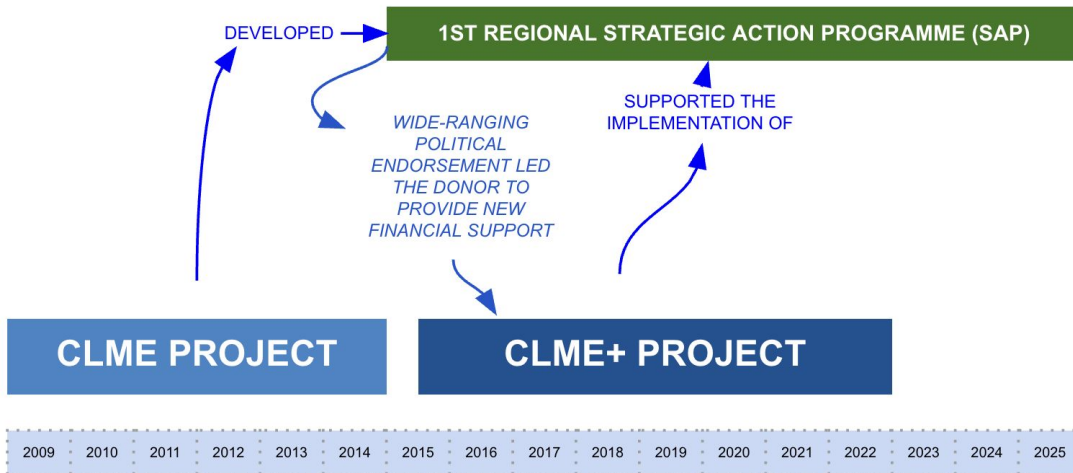 DEVELOPED
1ST REGIONAL STRATEGIC ACTION PROGRAMME (SAP)
WIDE-RANGING
POLITICAL
ENDORSEMENT LED
THE DONOR TO
PROVIDE NEW
FINANCIAL SUPPORT
SUPPORTED THE
IMPLEMENTATION OF
CLME PROJECT
CLME+ PROJECT
2009 2010 2011 2012 2013 2014 2015 2016 2017 2018 2019 2020 2021 2022 2023 2024 2025